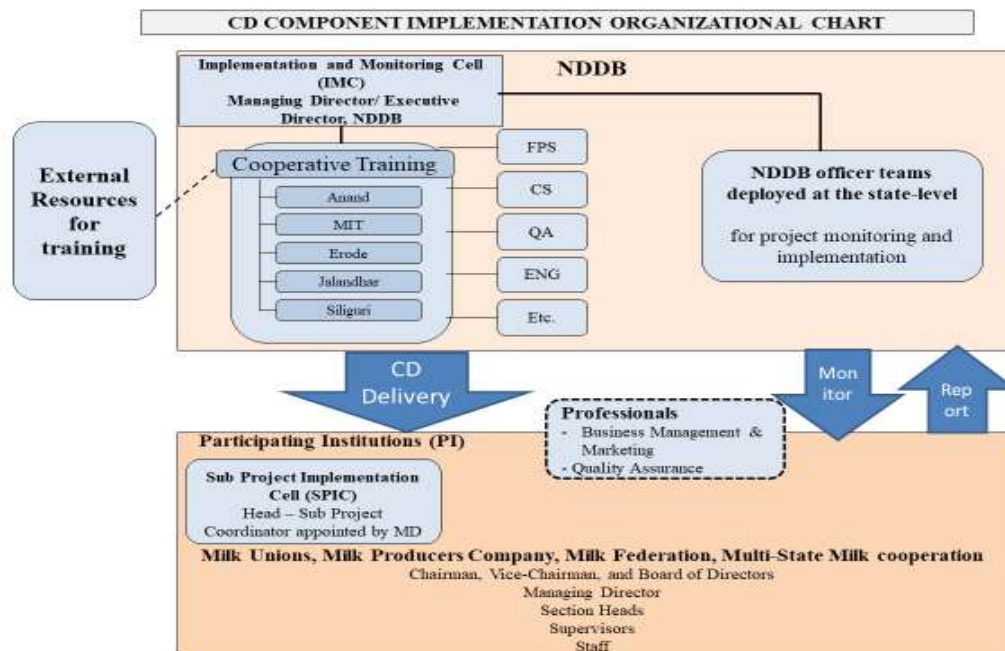 CD COMPONENT IMPLEMENTATION ORGANIZATIONAL CHART
Implementation and Monitoring Cell
(IMC)
Managing Director/ Executive
Director, NDDB
NDDB
External
Resources
for
training
Cooperative Training
Anand
MIT
Erode
Jalandhar
Siliguri
FPS
CS
QA
ENG
Etc.
NDDB officer teams
deployed at the state-level
for project monitoring and
implementation
CD
Delivery
Mon
itor
Rep
ort
Professionals
- Business Management &
Marketing
- Quality Assurance
Participating Institutions (PI)
Sub Project Implementation
Cell (SPIC)
Head – Sub Project
Coordinator appointed by MD
Milk Unions, Milk Producers Company, Milk Federation, Multi-State Milk cooperation
Chairman, Vice-Chairman, and Board of Directors
Managing Director
Section Heads
Supervisors
Staff